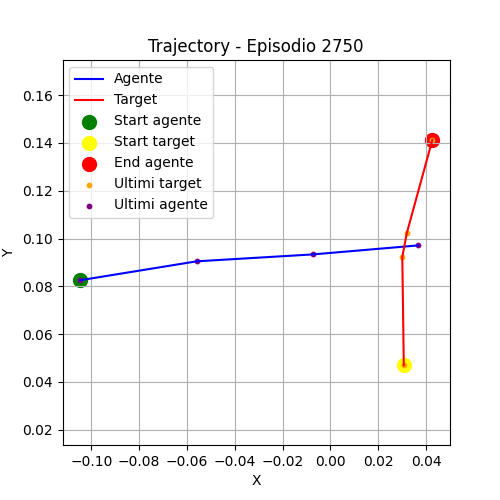 Trajectory - Episodio 2750
Agente
Target
Start agente
Start target
End agente
Ultimi target
Ultimi agente
Y
0.16
0.14
0.12
0.10
0.08
0.06
0.04
0.02
−0.10 −0.08 −0.06 −0.04 −0.02 0.00 0.02 0.04
X